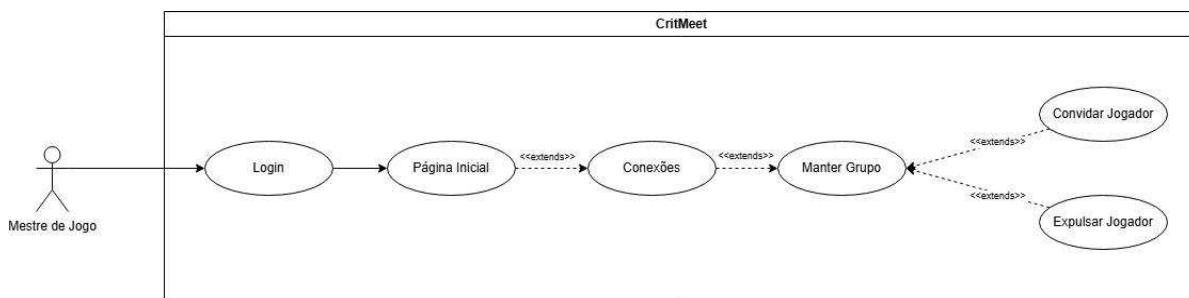 CritMeet
Convidar Jogador
<<extends>>
<<extends>>
<<extends>>
Login
Página Inicial
Conexões
Manter Grupo
<<extends>>
Expulsar Jogador
Mestre de Jogo